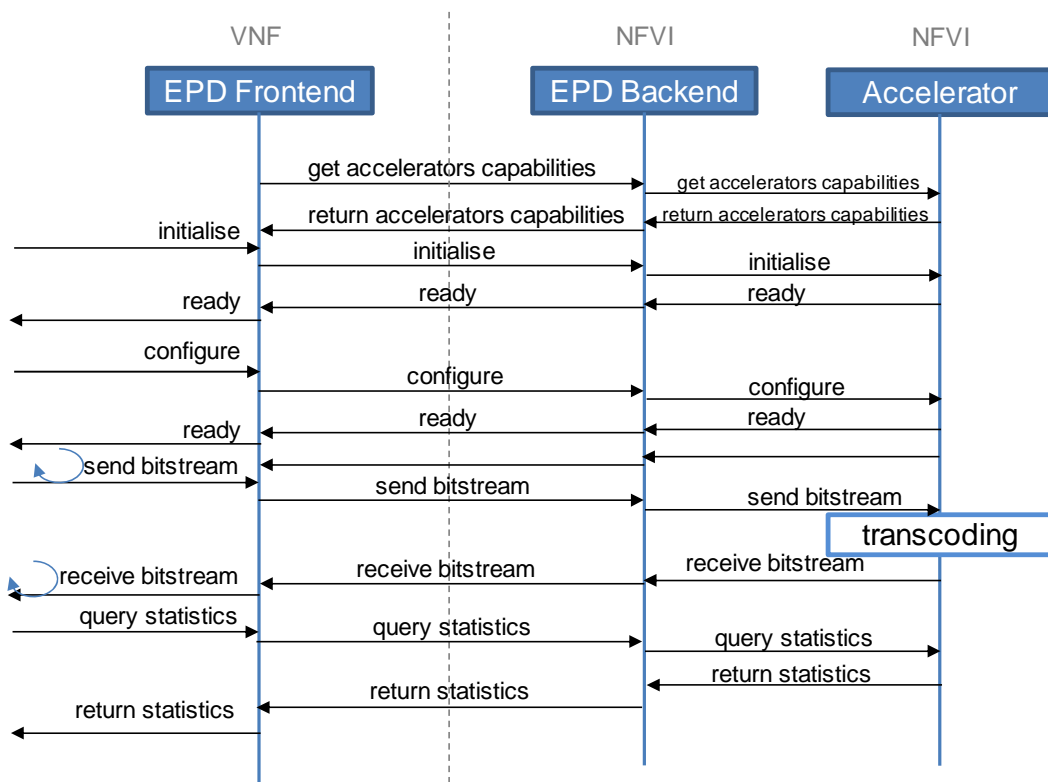 VNF
NFVI
NFVI
EPD Frontend
EPD Backend
Accelerator
get accelerators capabilities
get accelerators capabilities
return accelerators capabilities
return accelerators capabilities
initialise
initialise
initialise
ready
ready
ready
configure
configure
configure
ready
ready
ready
send bitstream
send bitstream
send bitstream
transcoding
receive bitstream
receive bitstream
receive bitstream
query statistics
query statistics
query statistics
return statistics
return statistics
return statistics